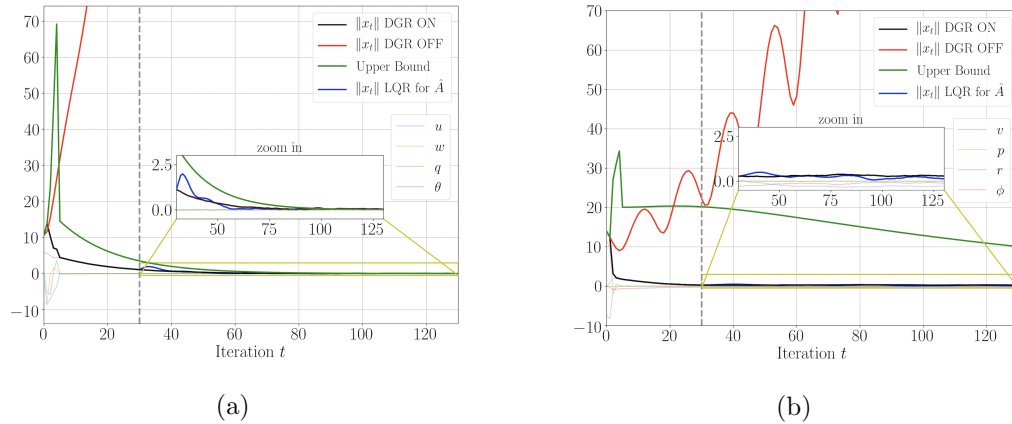 70
60
50
40
30
20
10
0
−10
0 20 40 60 80 100 120
Iteration t
‖x_t‖ DGR ON
‖x_t‖ DGR OFF
Upper Bound
‖x_t‖ LQR for Â
u
w
q
θ
zoom in
2.5
0.0
50 75 100 125
(a)
70
60
50
40
30
20
10
0
−10
0 20 40 60 80 100 120
Iteration t
‖x_t‖ DGR ON
‖x_t‖ DGR OFF
Upper Bound
‖x_t‖ LQR for Â
v
p
r
ϕ
zoom in
2.5
0.0
50 75 100 125
(b)